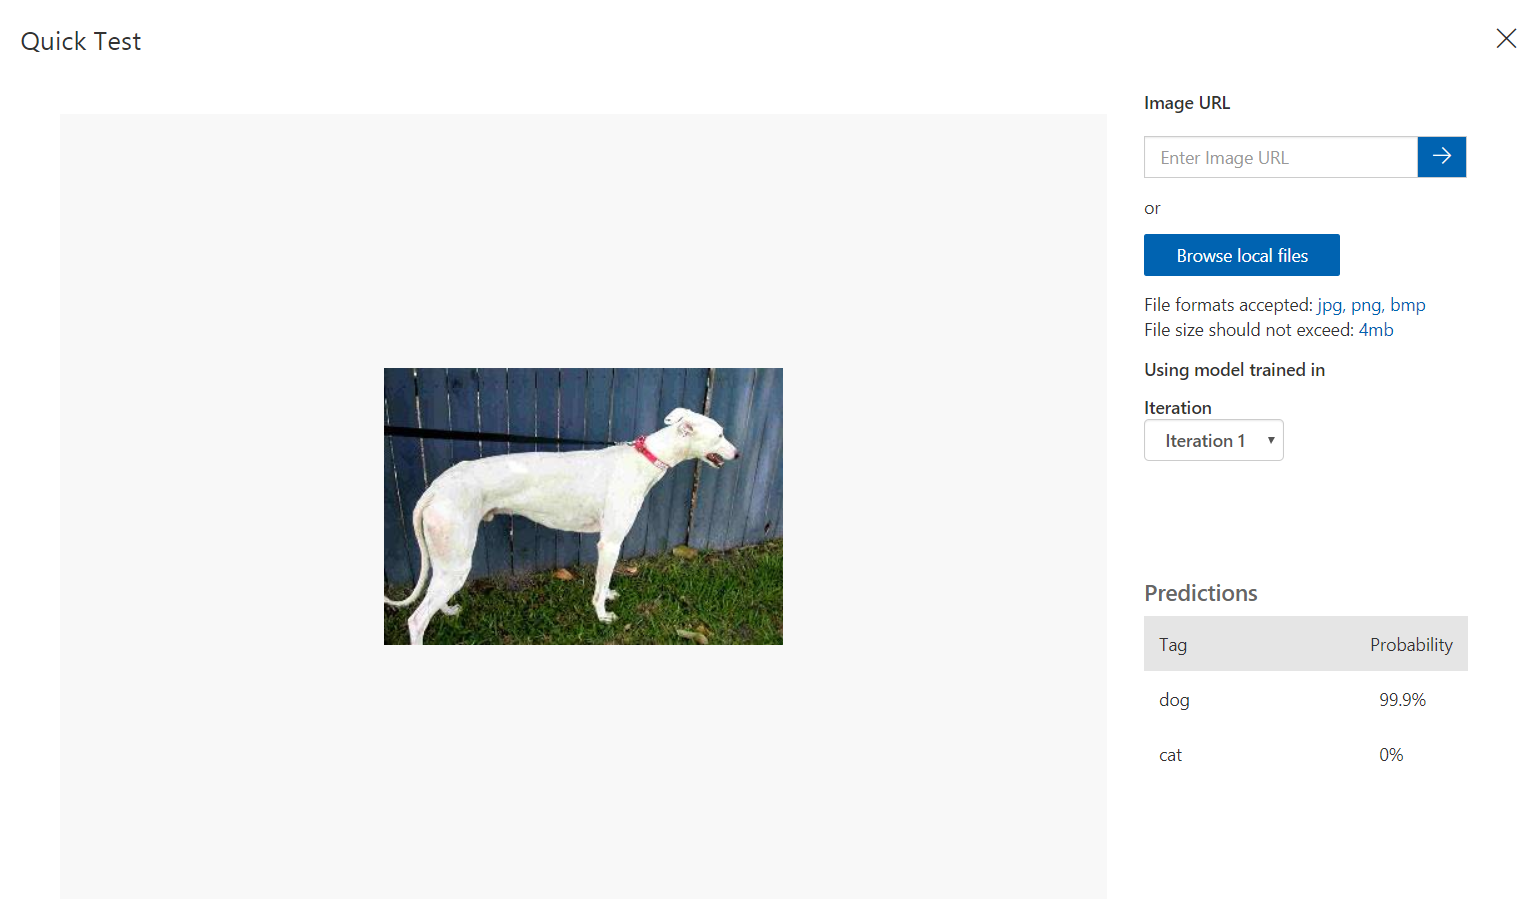 Quick Test
Image URL
Enter Image URL
or
Browse local files
File formats accepted: jpg, png, bmp
File size should not exceed: 4mb
Using model trained in
Iteration
Iteration 1
Predictions
Tag Probability
dog 99.9%
cat 0%